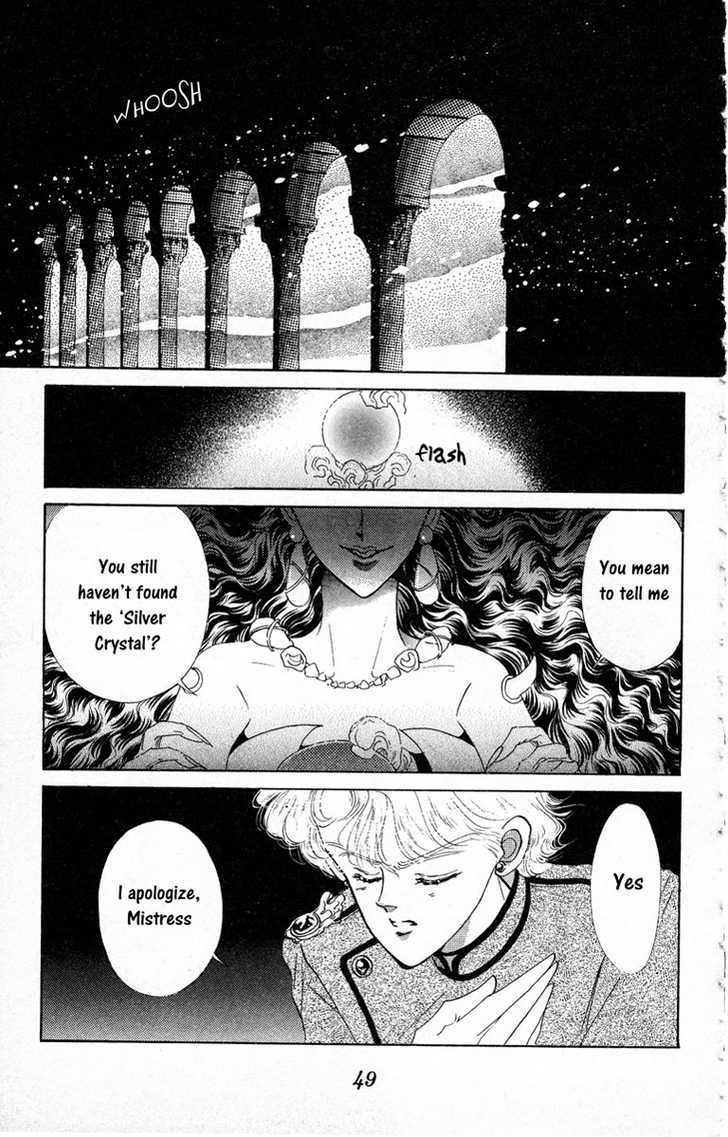 WHOOSH
flash
You mean
to tell me
You still
haven't found
the 'Silver
Crystal'?
Yes
I apologize,
Mistress
49